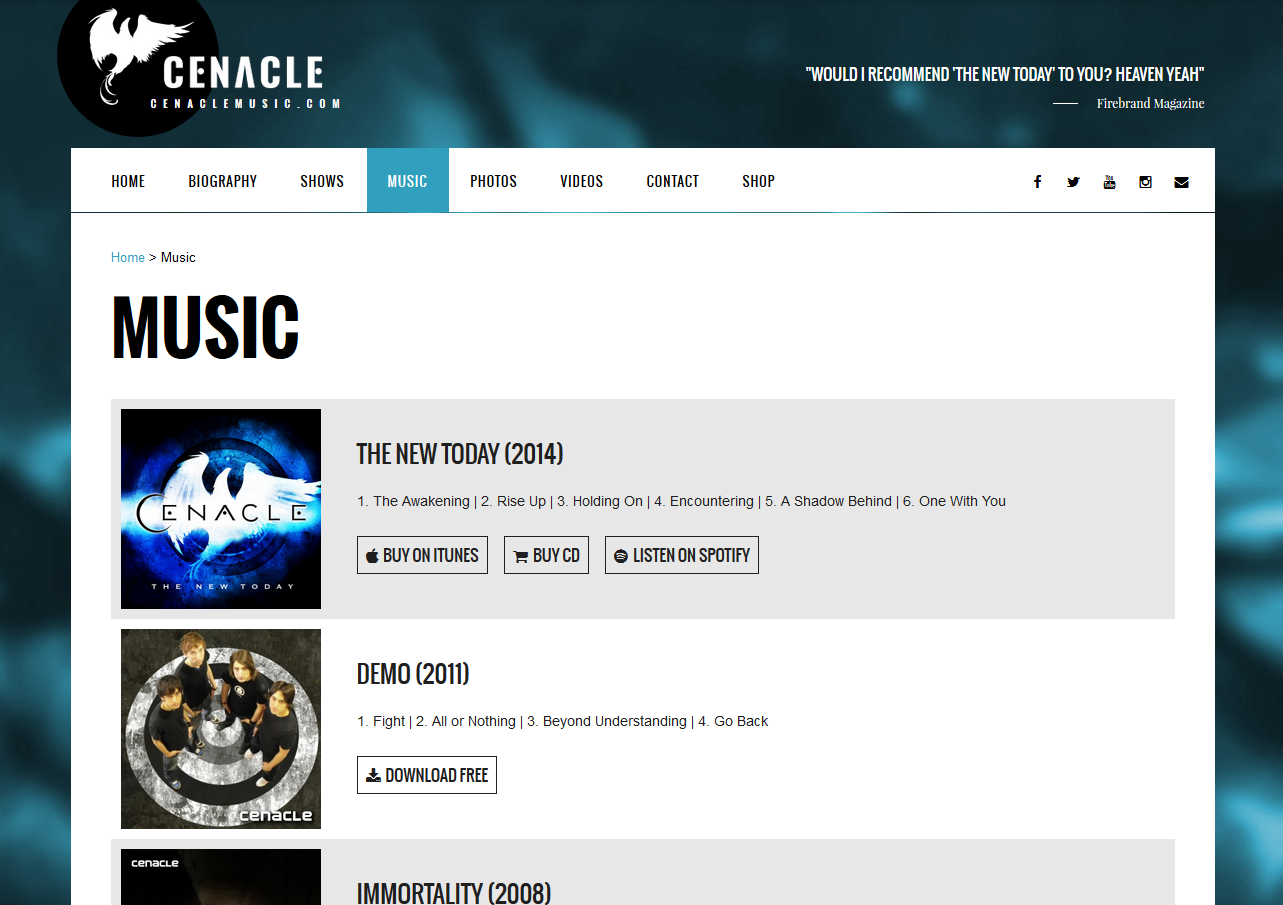 CENACLE
CENACLEMUSIC.COM
"WOULD I RECOMMEND 'THE NEW TODAY' TO YOU? HEAVEN YEAH"
Firebrand Magazine
HOME BIOGRAPHY SHOWS MUSIC PHOTOS VIDEOS CONTACT SHOP
You Tube
Home > Music
MUSIC
CENACLE
THE NEW TODAY
THE NEW TODAY (2014)
1. The Awakening | 2. Rise Up | 3. Holding On | 4. Encountering | 5. A Shadow Behind | 6. One With You
BUY ON ITUNES BUY CD LISTEN ON SPOTIFY
cenacle
DEMO (2011)
1. Fight | 2. All or Nothing | 3. Beyond Understanding | 4. Go Back
DOWNLOAD FREE
cenacle
IMMORTALITY (2008)